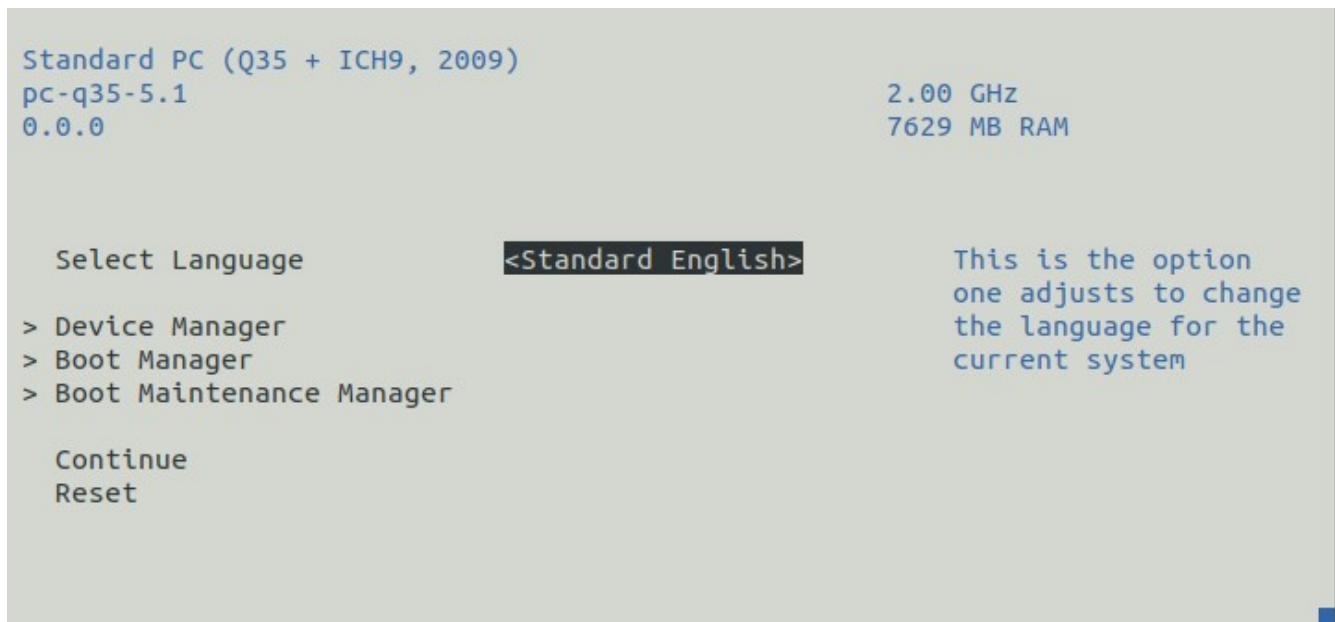 Standard PC (Q35 + ICH9, 2009)
pc-q35-5.1 2.00 GHz
0.0.0 7629 MB RAM
Select Language <Standard English> This is the option
one adjusts to change
> Device Manager the language for the
> Boot Manager current system
> Boot Maintenance Manager
Continue
Reset